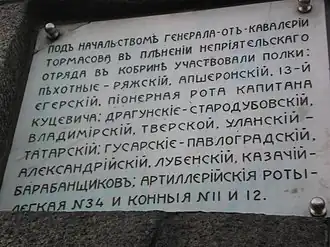 ПОДЪ НАЧАЛЬСТВОМЪ ГЕНЕРАЛА-ОТЪ-КАВАЛЕРІИ
ТОРМАСОВА ВЪ ПЛѢНЕНІИ НЕПРІЯТЕЛЬСКАГО
ОТРЯДА ВЪ КОБРИНѢ УЧАСТВОВАЛИ ПОЛКИ:
ПѢХОТНЫЕ-РЯЖСКІЙ, АПШЕРОНСКІЙ, 13-Й
ЕГЕРСКІЙ, ПІОНЕРНАЯ РОТА КАПИТАНА
КУЦЕВИЧА; ДРАГУНСКІЕ-СТАРОДУБОВСКІЙ,
ВЛАДИМІРСКІЙ, ТВЕРСКОЙ, УЛАНСКІЙ-
ТАТАРСКІЙ; ГУСАРСКІЕ-ПАВЛОГРАДСКІЙ,
АЛЕКСАНДРІЙСКІЙ, ЛУБЕНСКІЙ, КАЗАЧІЙ-
БАРАБАНЩИКОВЪ; АРТИЛЛЕРІЙСКІЯ РОТЫ-
ЛЕГКАЯ №34 И КОННЫЯ №11 И 12.